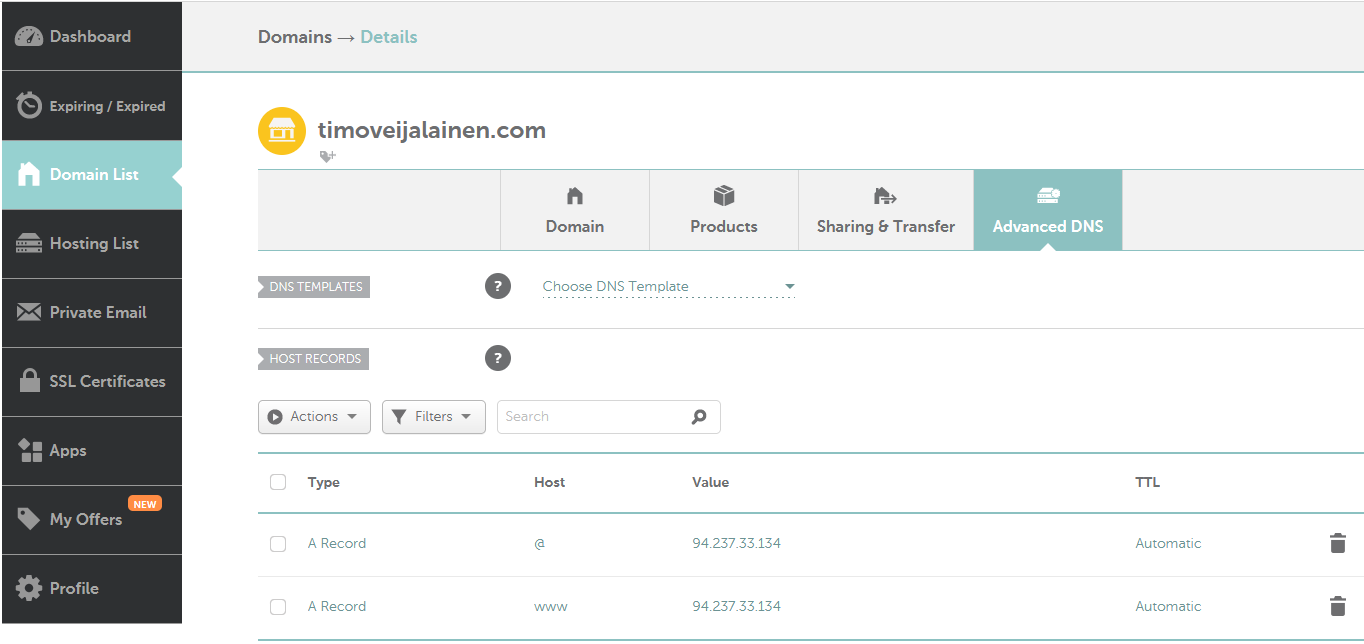 Dashboard
Expiring / Expired
Domain List
Hosting List
Private Email
SSL Certificates
Apps
NEW
My Offers
Profile
Domains → Details
timoveijalainen.com
Domain Products Sharing & Transfer Advanced DNS
DNS TEMPLATES ? Choose DNS Template
HOST RECORDS ?
Actions Filters Search
Type Host Value TTL
A Record @ 94.237.33.134 Automatic
A Record www 94.237.33.134 Automatic